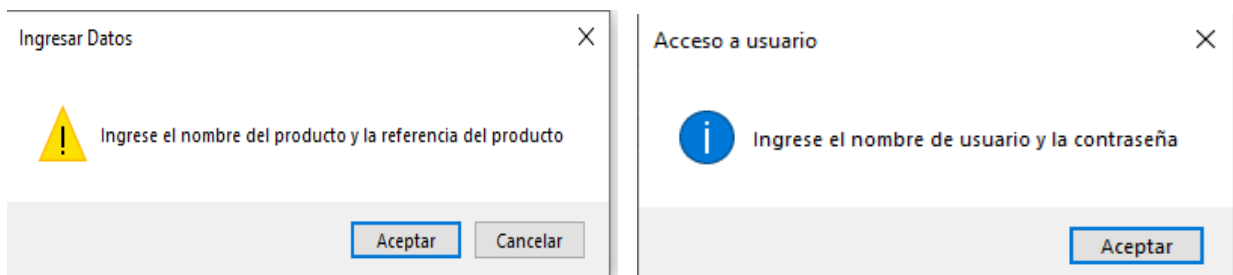 Ingresar Datos
Ingrese el nombre del producto y la referencia del producto
Aceptar Cancelar
Acceso a usuario
Ingrese el nombre de usuario y la contraseña
Aceptar